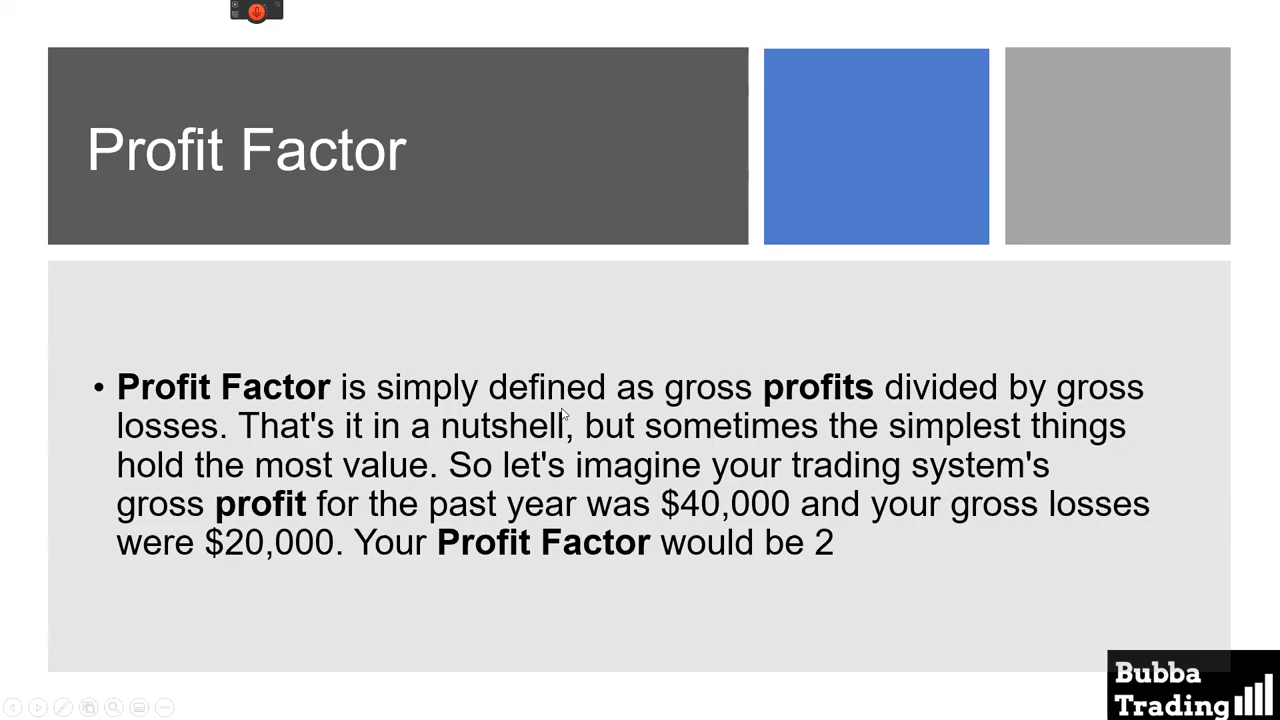 Profit Factor
• Profit Factor is simply defined as gross profits divided by gross
losses. That's it in a nutshell, but sometimes the simplest things
hold the most value. So let's imagine your trading system's
gross profit for the past year was $40,000 and your gross losses
were $20,000. Your Profit Factor would be 2
Bubba
Trading